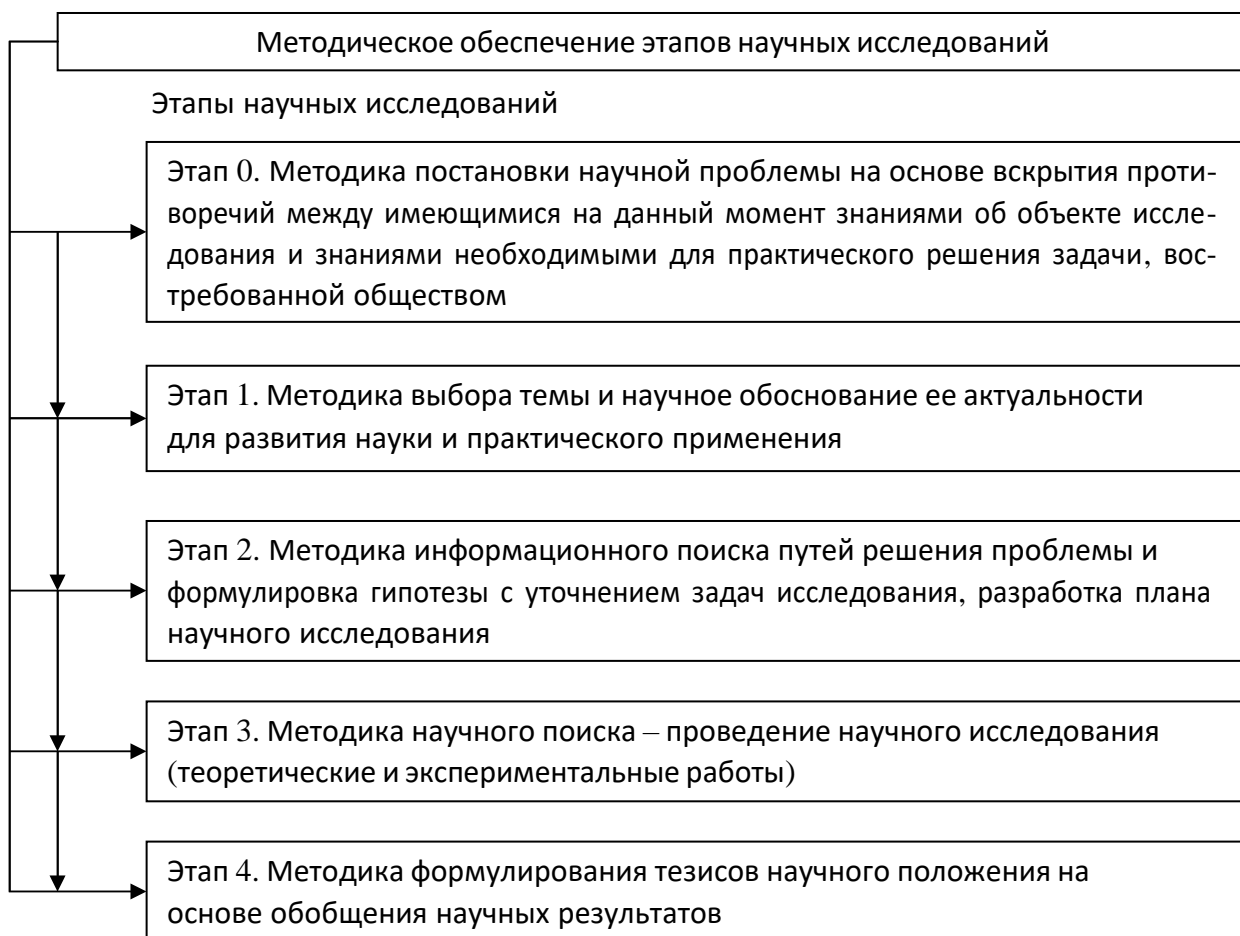 Методическое обеспечение этапов научных исследований
Этапы научных исследований
Этап 0. Методика постановки научной проблемы на основе вскрытия проти-
воречий между имеющимися на данный момент знаниями об объекте иссле-
дования и знаниями необходимыми для практического решения задачи, вос-
требованной обществом
Этап 1. Методика выбора темы и научное обоснование ее актуальности
для развития науки и практического применения
Этап 2. Методика информационного поиска путей решения проблемы и
формулировка гипотезы с уточнением задач исследования, разработка плана
научного исследования
Этап 3. Методика научного поиска – проведение научного исследования
(теоретические и экспериментальные работы)
Этап 4. Методика формулирования тезисов научного положения на
основе обобщения научных результатов